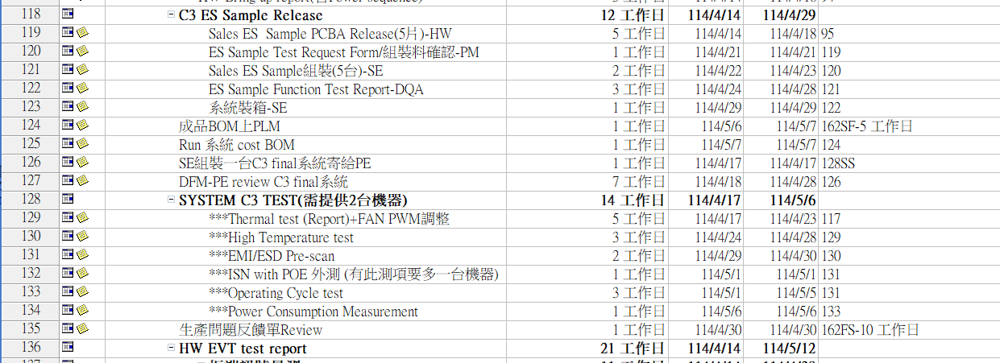 118 C3 ES Sample Release 12 工作日 114/4/14 114/4/29
119 Sales ES Sample PCBA Release(5片)-HW 5 工作日 114/4/14 114/4/18 95
120 ES Sample Test Request Form/組裝料確認-PM 1 工作日 114/4/21 114/4/21 119
121 Sales ES Sample組裝(5台)-SE 2 工作日 114/4/22 114/4/23 120
122 ES Sample Function Test Report-DQA 3 工作日 114/4/24 114/4/28 121
123 系統裝箱-SE 1 工作日 114/4/29 114/4/29 122
124 成品BOM上PLM 1 工作日 114/5/6 114/5/7 162SF-5 工作日
125 Run 系統 cost BOM 1 工作日 114/5/7 114/5/7 124
126 SE組裝一台C3 final系統寄給PE 1 工作日 114/4/17 114/4/17 128SS
127 DFM-PE review C3 final系統 7 工作日 114/4/18 114/4/28 126
128 SYSTEM C3 TEST(需提供2台機器) 14 工作日 114/4/17 114/5/6
129 ***Thermal test (Report)+FAN PWM調整 5 工作日 114/4/17 114/4/23 117
130 ***High Temperature test 3 工作日 114/4/24 114/4/28 129
131 ***EMI/ESD Pre-scan 2 工作日 114/4/29 114/4/30 130
132 ***ISN with POE 外測 (有此測項要多一台機器) 1 工作日 114/5/1 114/5/1 131
133 ***Operating Cycle test 3 工作日 114/5/1 114/5/5 131
134 ***Power Consumption Measurement 1 工作日 114/5/6 114/5/6 133
135 生產問題反饋單Review 1 工作日 114/4/30 114/4/30 162FS-10 工作日
136 HW EVT test report 21 工作日 114/4/14 114/5/12